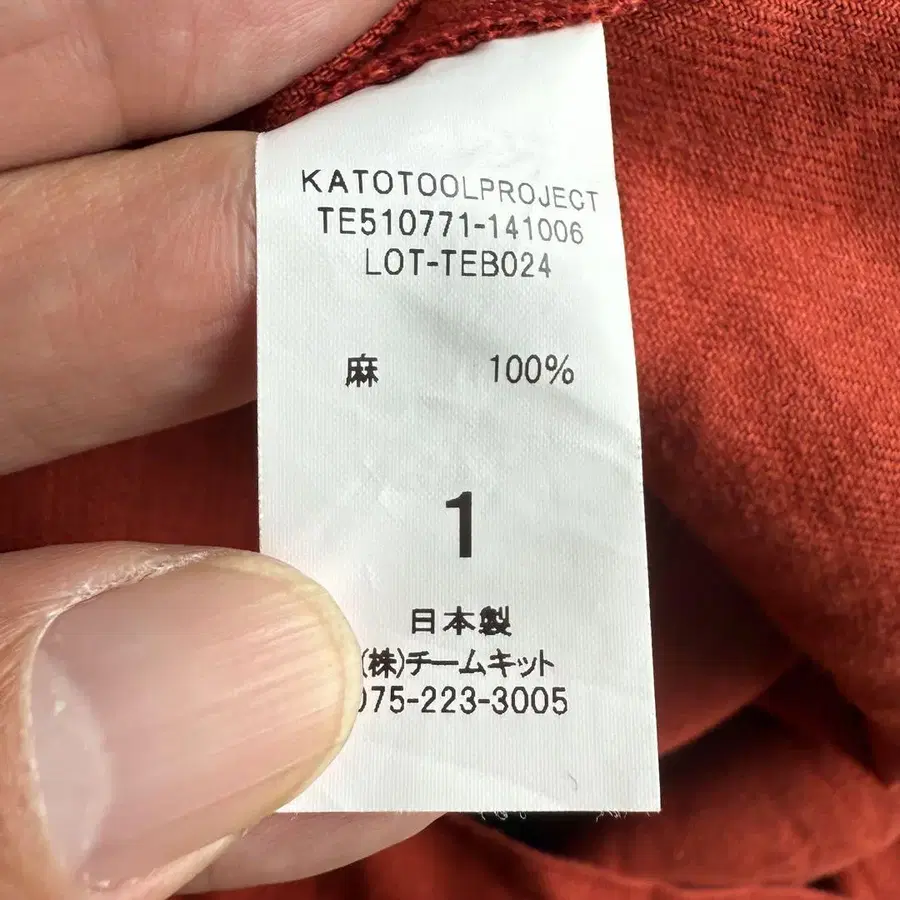 KATOTOOLPROJECT
TE510771-141006
LOT-TEB024
麻 100%
1
日本製
(株)チームキット
075-223-3005